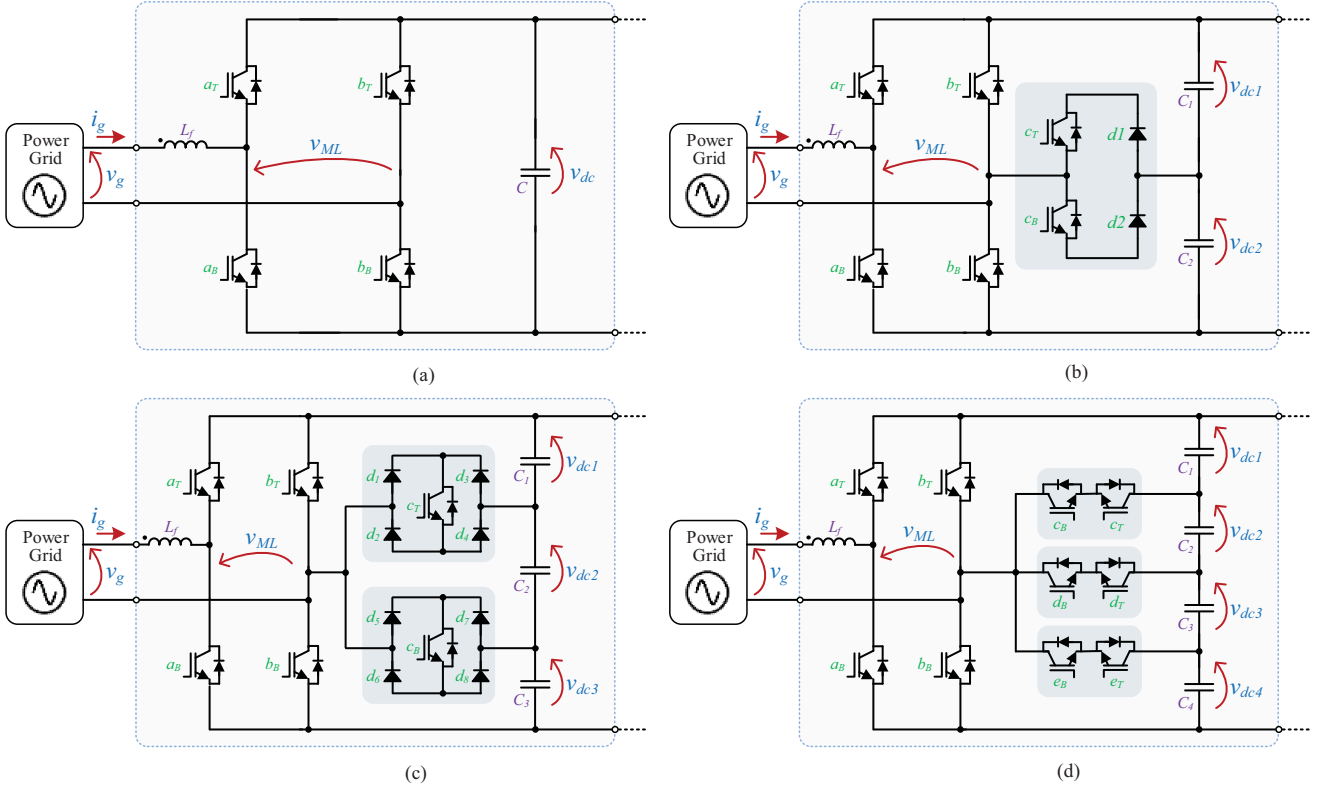 a_T
b_T
i_g
L_f
Power
Grid
v_ML
v_g
C
v_dc
a_B
b_B
(a)
a_T
b_T
C_1
v_dc1
i_g
L_f
c_T
d1
Power
Grid
v_ML
v_g
c_B
d2
C_2
v_dc2
a_B
b_B
(b)
a_T
b_T
d_1
d_3
c_T
C_1
v_dc1
i_g
L_f
d_2
d_4
Power
Grid
v_ML
v_g
C_2
v_dc2
d_5
d_7
c_B
a_B
b_B
d_6
d_8
C_3
v_dc3
(c)
a_T
b_T
C_1
v_dc1
c_B
c_T
i_g
L_f
C_2
v_dc2
Power
Grid
v_ML
v_g
d_B
d_T
C_3
v_dc3
a_B
b_B
e_B
e_T
C_4
v_dc4
(d)